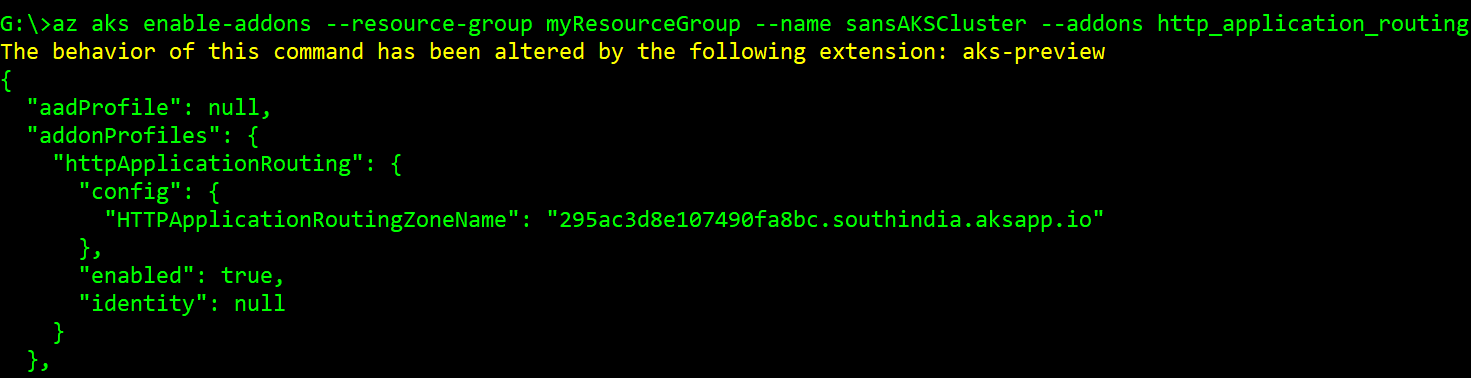 G:\>az aks enable-addons --resource-group myResourceGroup --name sansAKSCluster --addons http_application_routing
The behavior of this command has been altered by the following extension: aks-preview
{
  "aadProfile": null,
  "addonProfiles": {
    "httpApplicationRouting": {
      "config": {
        "HTTPApplicationRoutingZoneName": "295ac3d8e107490fa8bc.southindia.aksapp.io"
      },
      "enabled": true,
      "identity": null
    }
  },